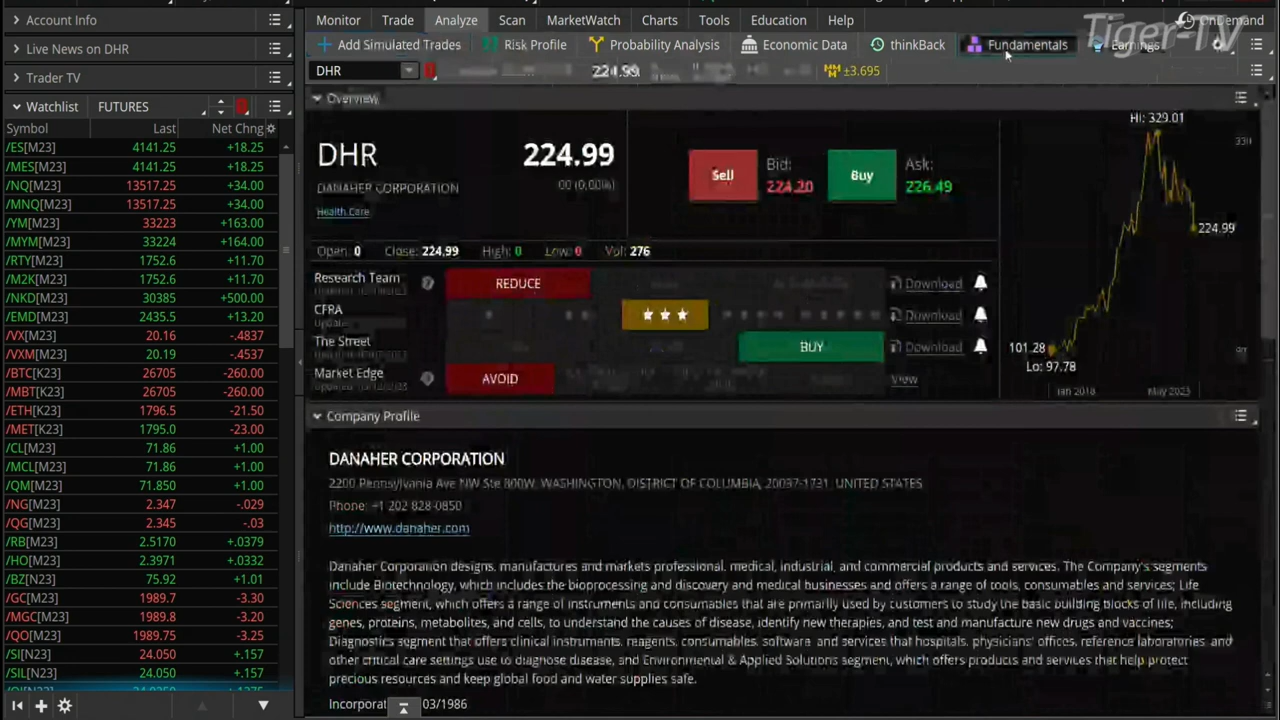 Account Info
Live News on DHR
Trader TV
Watchlist FUTURES
Symbol Last Net Chng
/ES[M23] 4141.25 +18.25
/MES[M23] 4141.25 +18.25
/NQ[M23] 13517.25 +34.00
/MNQ[M23] 13517.25 +34.00
/YM[M23] 33223 +163.00
/MYM[M23] 33224 +164.00
/RTY[M23] 1752.6 +11.70
/M2K[M23] 1752.6 +11.70
/NKD[M23] 30385 +500.00
/EMD[M23] 2435.5 +13.20
/VX[M23] 20.16 -.4837
/VXM[M23] 20.19 -.4537
/BTC[K23] 26705 -260.00
/MBT[K23] 26705 -260.00
/ETH[K23] 1796.5 -21.50
/MET[K23] 1795.0 -23.00
/CL[M23] 71.86 +1.00
/MCL[M23] 71.86 +1.00
/QM[M23] 71.850 +1.00
/NG[M23] 2.347 -.029
/QG[M23] 2.345 -.03
/RB[M23] 2.5170 +.0379
/HO[M23] 2.3971 +.0332
/BZ[N23] 75.92 +1.01
/GC[M23] 1989.7 -3.30
/MGC[M23] 1989.8 -3.20
/QO[M23] 1989.75 -3.25
/SI[N23] 24.050 +.157
/SIL[N23] 24.050 +.157
Monitor Trade Analyze Scan MarketWatch Charts Tools Education Help
Tiger-TV
OnDemand
Add Simulated Trades Risk Profile Probability Analysis Economic Data thinkBack Fundamentals Earnings
DHR 224.99 ±3.695
Overview
DHR 224.99
DANAHER CORPORATION 00 (0.00%)
Health Care
Sell Bid: 224.20 Buy Ask: 226.49
Open: 0 Close: 224.99 High: 0 Low: 0 Vol: 276
Research Team REDUCE Download
CFRA ★★★ Download
The Street BUY Download
Market Edge AVOID View
Hi: 329.01
224.99
101.28
Lo: 97.78
Jan 2018 May 2023
Company Profile
DANAHER CORPORATION
2200 Pennsylvania Ave NW Ste 800W, WASHINGTON, DISTRICT OF COLUMBIA, 20037-1731, UNITED STATES
Phone: +1 202 828-0850
http://www.danaher.com
Danaher Corporation designs, manufactures and markets professional, medical, industrial, and commercial products and services. The Company's segments
include Biotechnology, which includes the bioprocessing and discovery and medical businesses and offers a range of tools, consumables and services; Life
Sciences segment, which offers a range of instruments and consumables that are primarily used by customers to study the basic building blocks of life, including
genes, proteins, metabolites, and cells, to understand the causes of disease, identify new therapies, and test and manufacture new drugs and vaccines;
Diagnostics segment that offers clinical instruments, reagents, consumables, software and services that hospitals, physicians' offices, reference laboratories and
other critical care settings use to diagnose disease, and Environmental & Applied Solutions segment, which offers products and services that help protect
precious resources and keep global food and water supplies safe.
Incorporat 03/1986